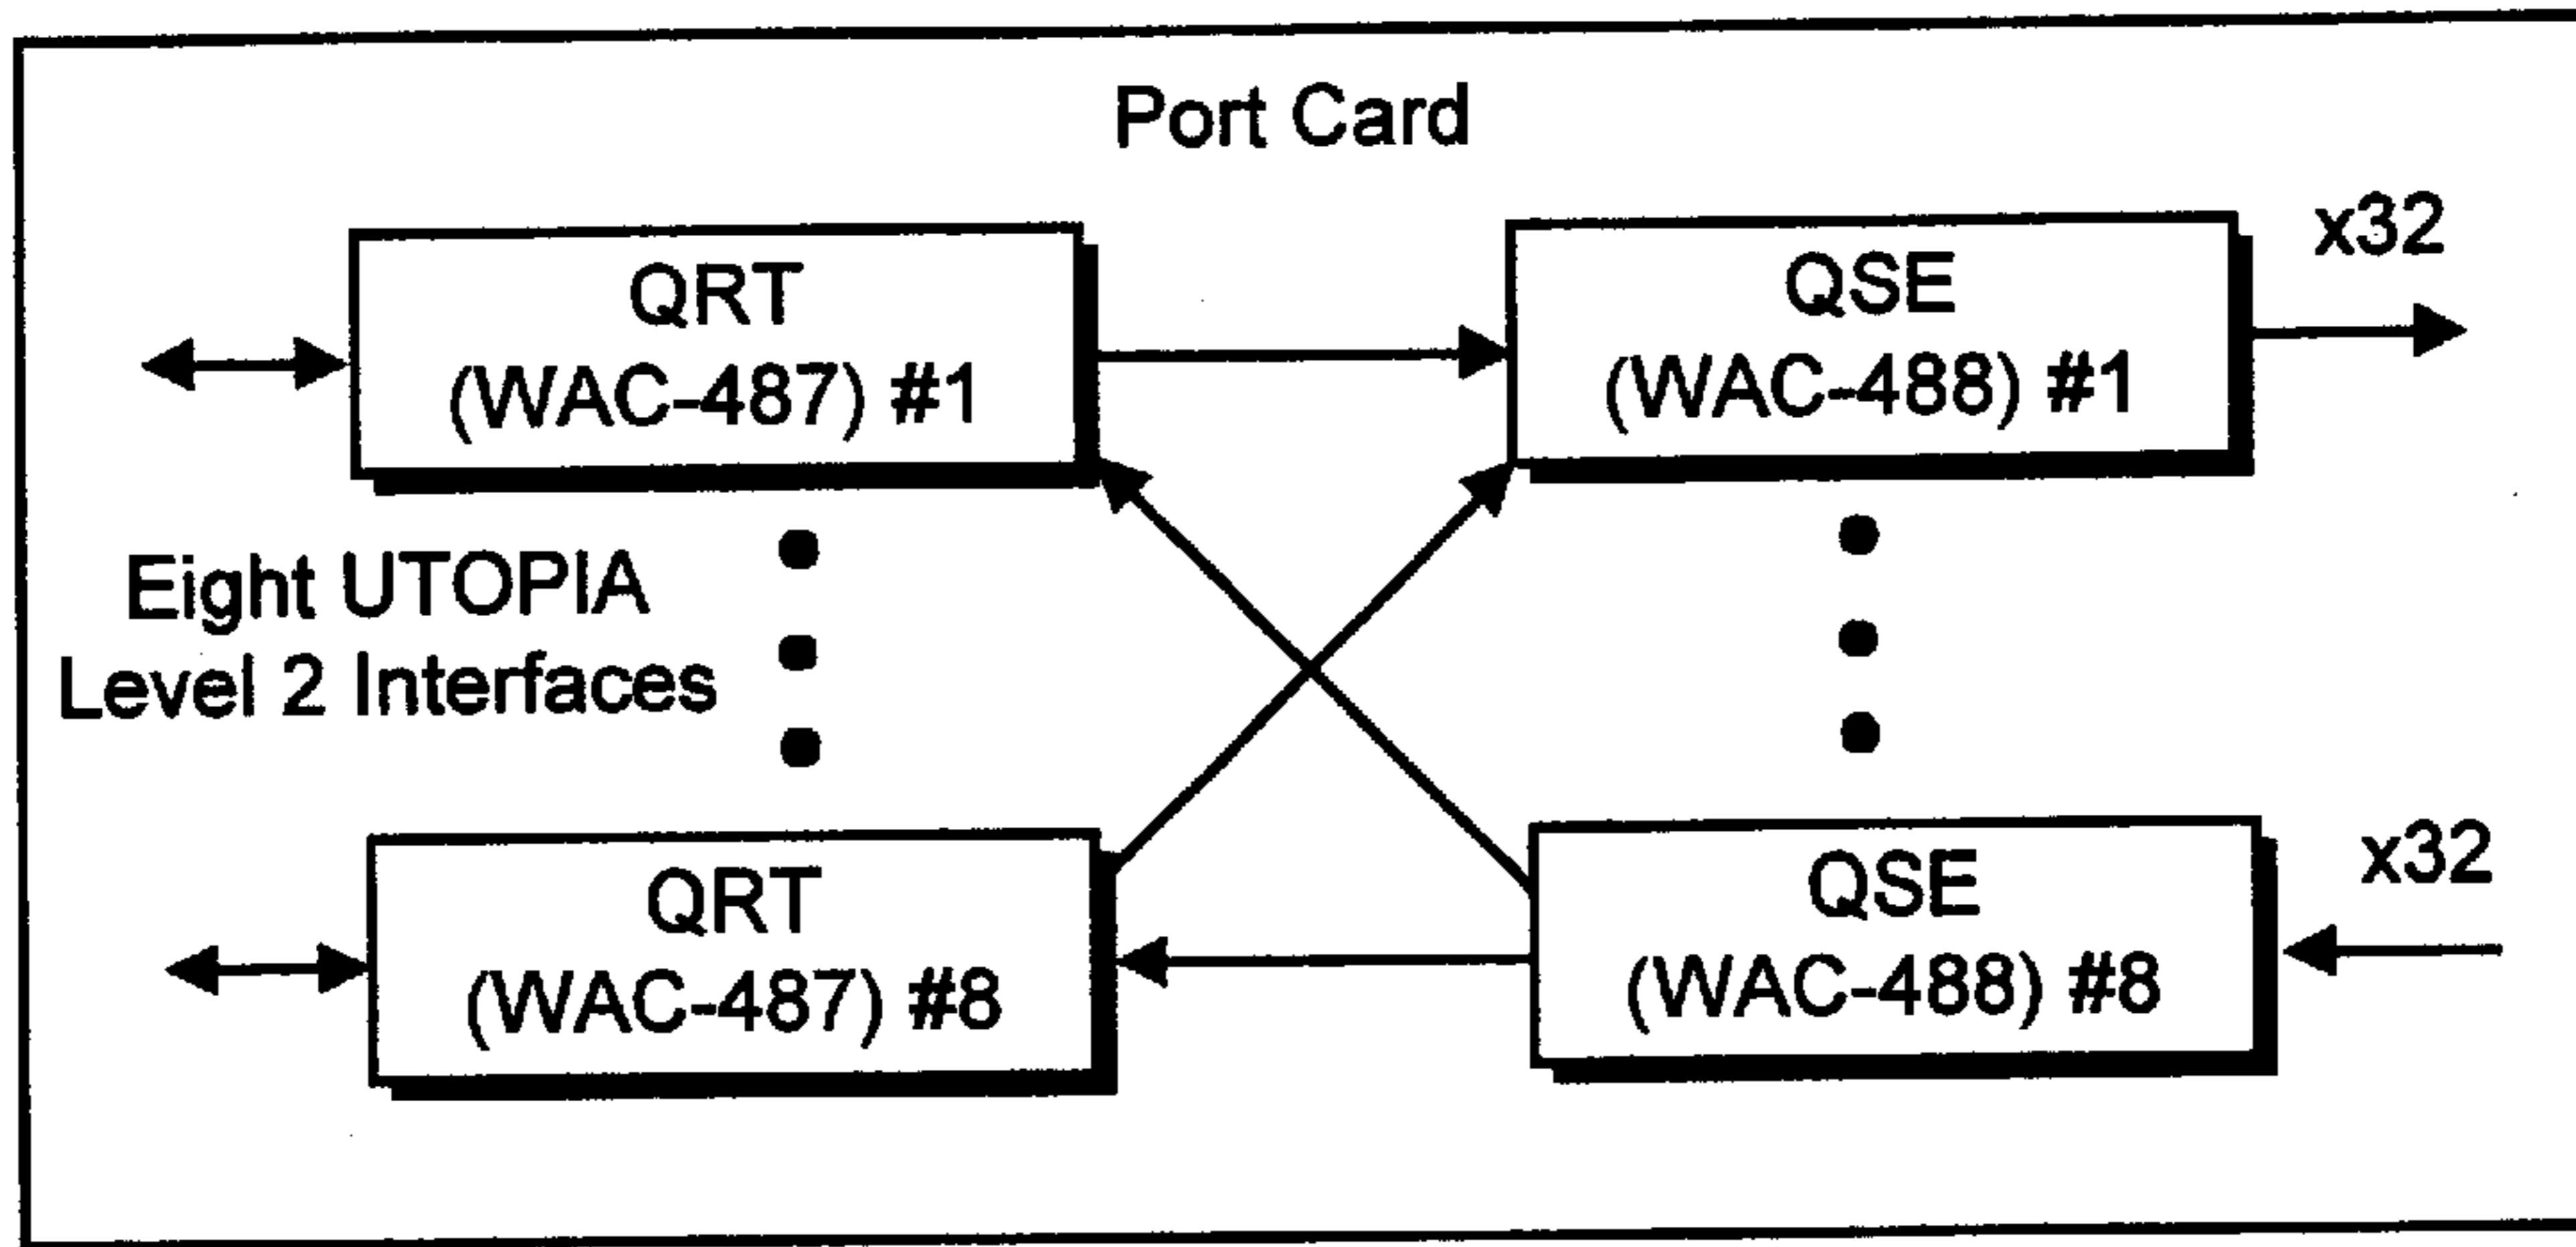 Port Card
QRT
(WAC-487) #1
QSE
(WAC-488) #1
x32
Eight UTOPIA
Level 2 Interfaces
QRT
(WAC-487) #8
QSE
(WAC-488) #8
x32